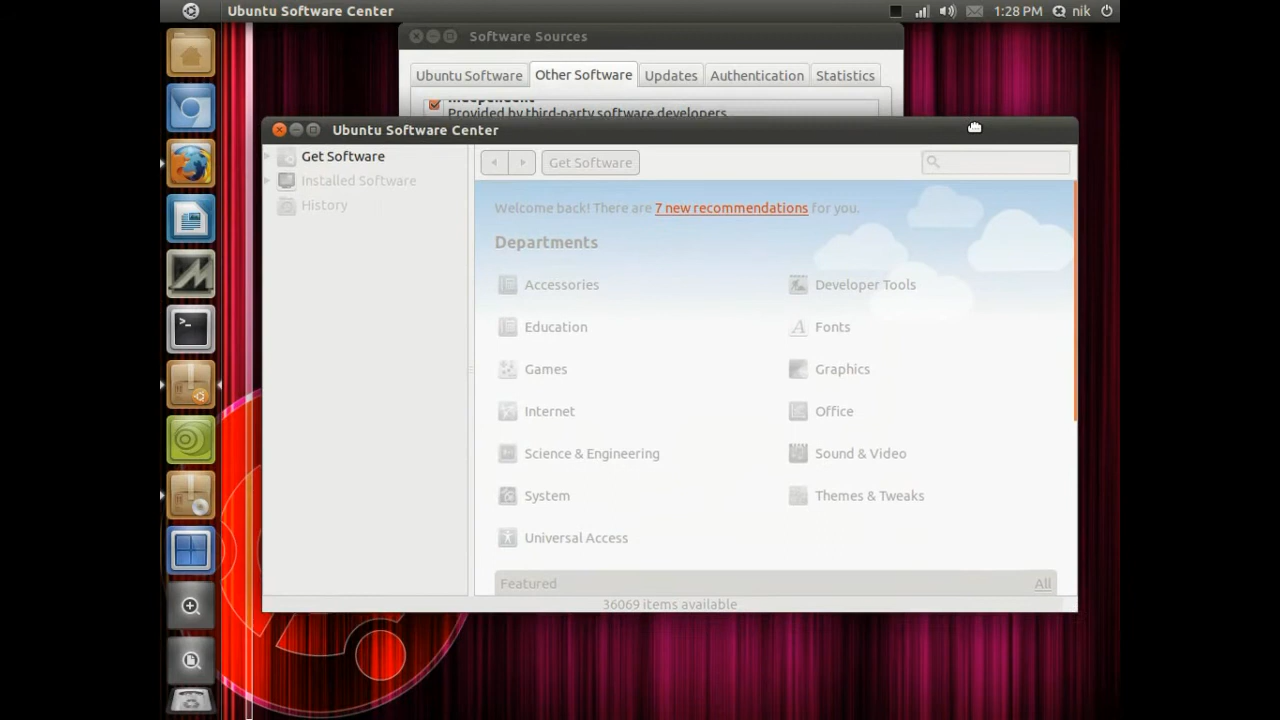 Ubuntu Software Center
1:28 PM
nik
Software Sources
Ubuntu Software
Other Software
Updates
Authentication
Statistics
Independent
Provided by third-party software developers.
Ubuntu Software Center
Get Software
Installed Software
History
Get Software
Welcome back! There are 7 new recommendations for you.
Departments
Accessories
Developer Tools
Education
Fonts
Games
Graphics
Internet
Office
Science & Engineering
Sound & Video
System
Themes & Tweaks
Universal Access
Featured
All
36069 items available